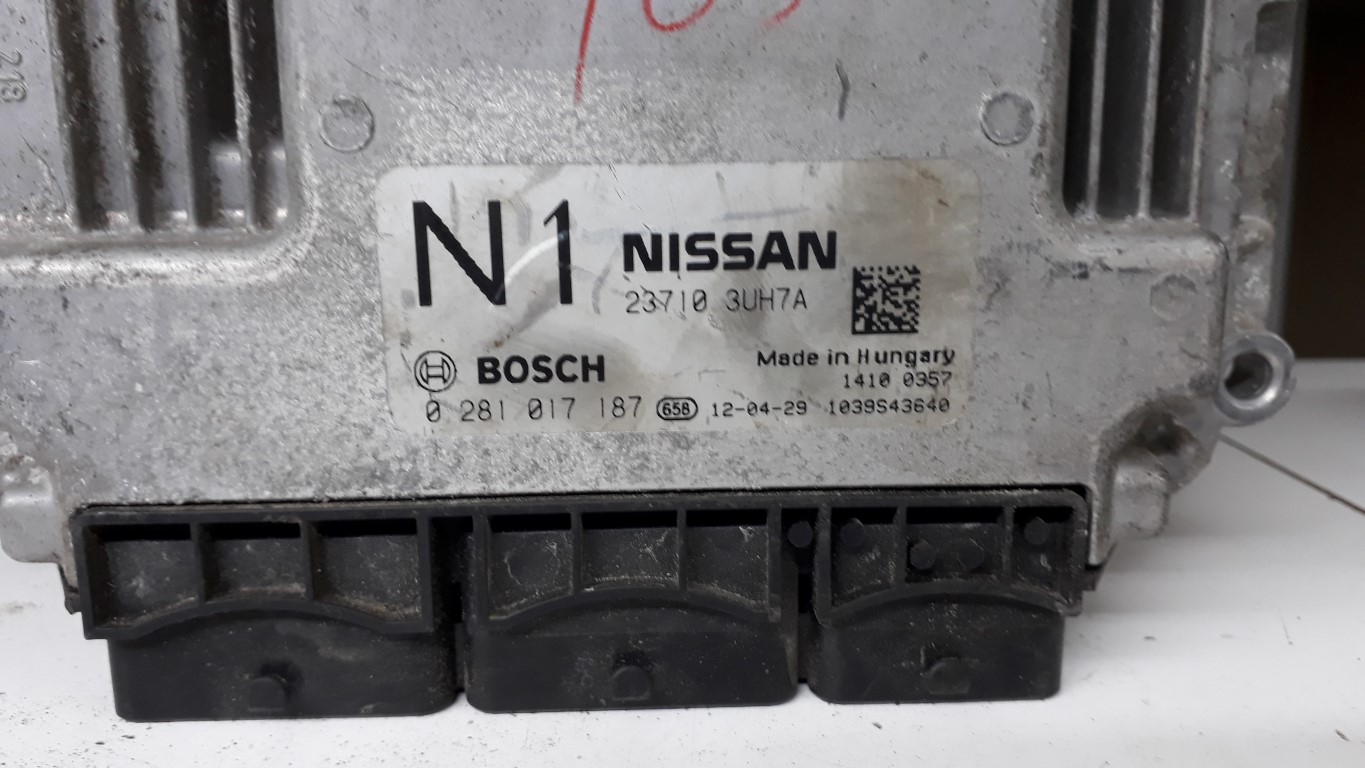 218
N1
NISSAN
23710 3UH7A
BOSCH
Made in Hungary
1410 0357
0 281 017 187 658 12-04-29 1039S43640